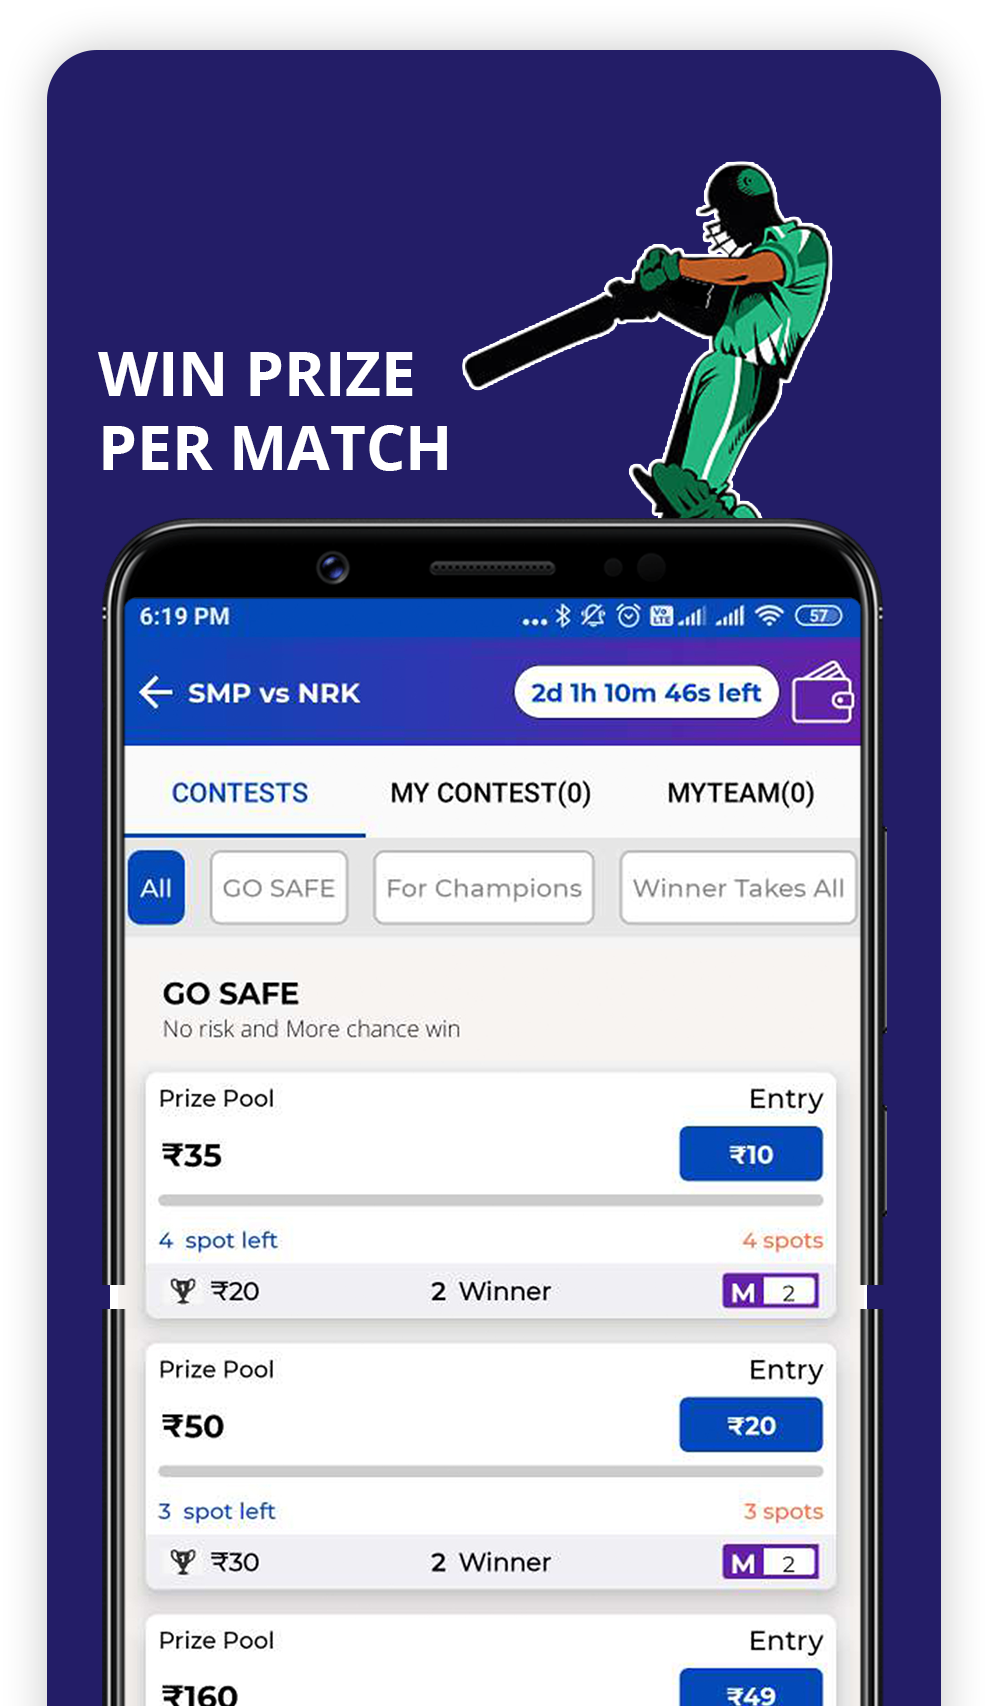 WIN PRIZE
PER MATCH
6:19 PM
Vo
LTE
57
SMP vs NRK
2d 1h 10m 46s left
CONTESTS
MY CONTEST(0)
MYTEAM(0)
All
GO SAFE
For Champions
Winner Takes All
GO SAFE
No risk and More chance win
Prize Pool
Entry
₹35
₹10
4 spot left
4 spots
₹20
2 Winner
M 2
Prize Pool
Entry
₹50
₹20
3 spot left
3 spots
₹30
2 Winner
M 2
Prize Pool
Entry
₹160
₹49